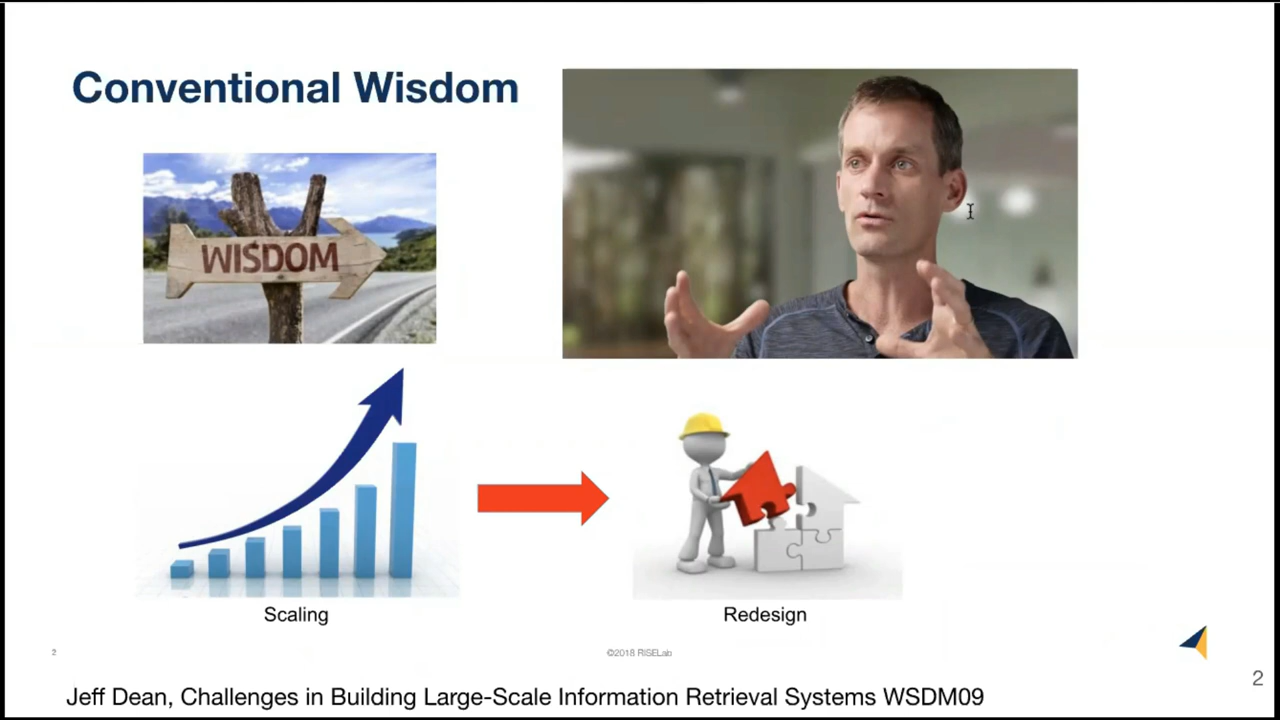 Conventional Wisdom
WISDOM
Scaling
Redesign
2
©2018 RISELab
2
Jeff Dean, Challenges in Building Large-Scale Information Retrieval Systems WSDM09